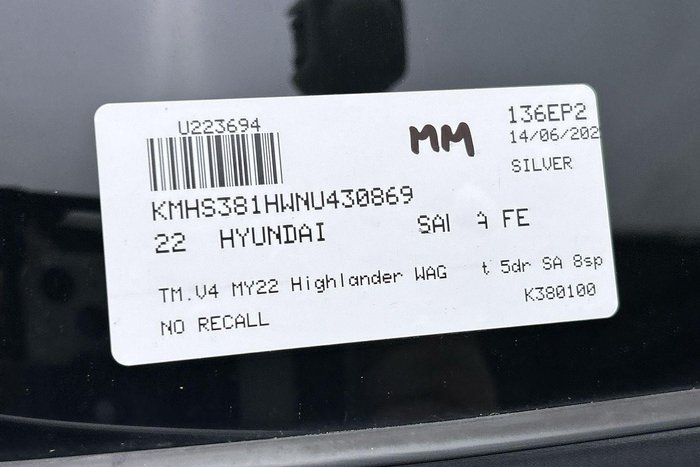 U223694
MM
136EP2
14/06/202
SILVER
KMHS381HWNU430869
22 HYUNDAI SAN A FE
TM.V4 MY22 Highlander WAG t 5dr SA 8sp
K380100
NO RECALL